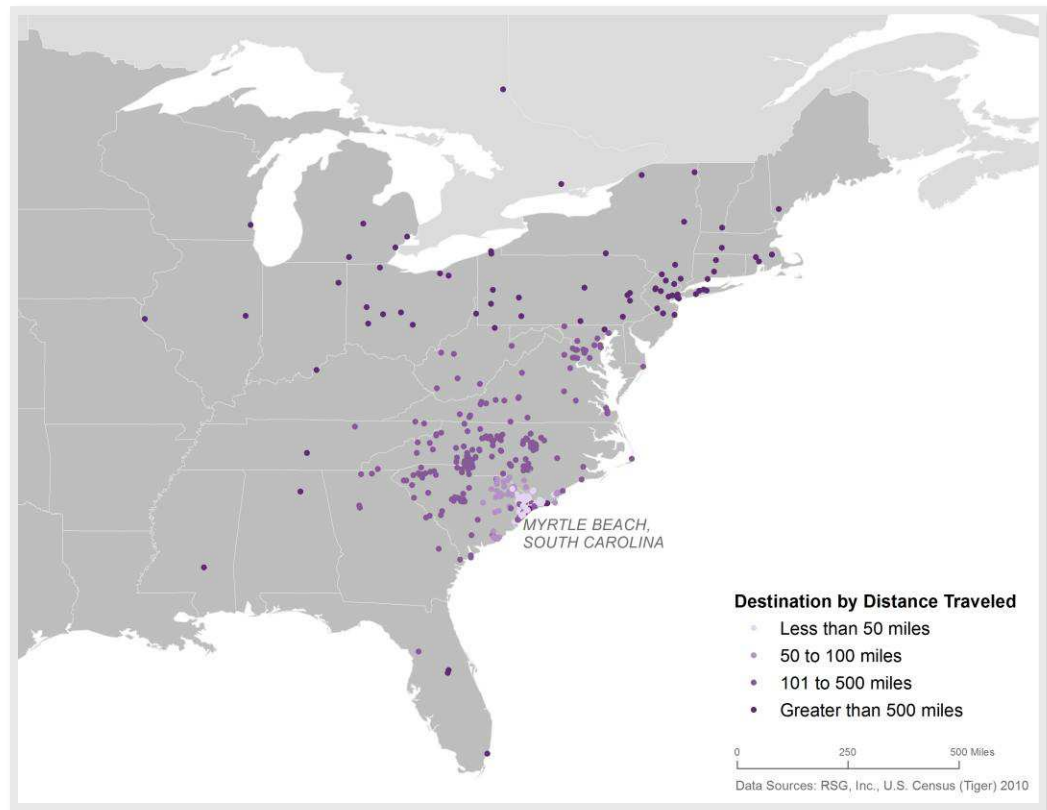 MYRTLE BEACH,
SOUTH CAROLINA
Destination by Distance Traveled
Less than 50 miles
50 to 100 miles
101 to 500 miles
Greater than 500 miles
0 250 500 Miles
Data Sources: RSG, Inc., U.S. Census (Tiger) 2010